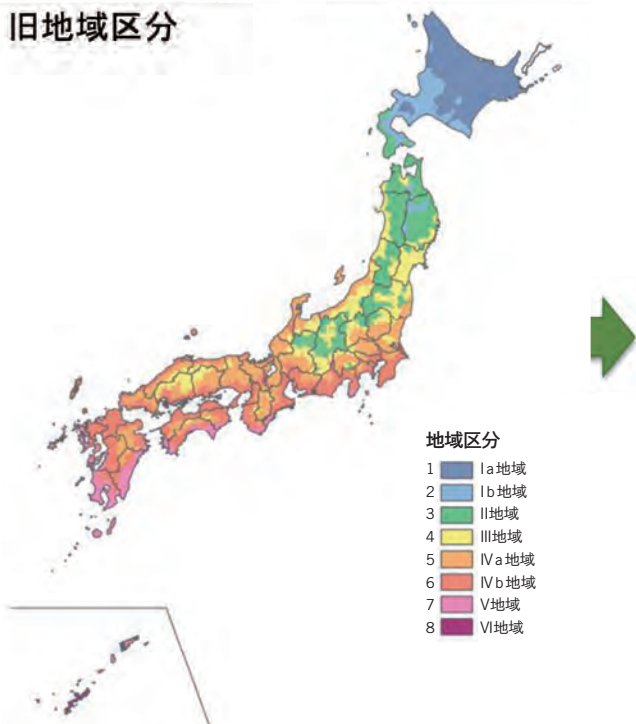 旧地域区分
地域区分
1 Ia地域
2 Ib地域
3 II地域
4 III地域
5 IVa地域
6 IVb地域
7 V地域
8 VI地域